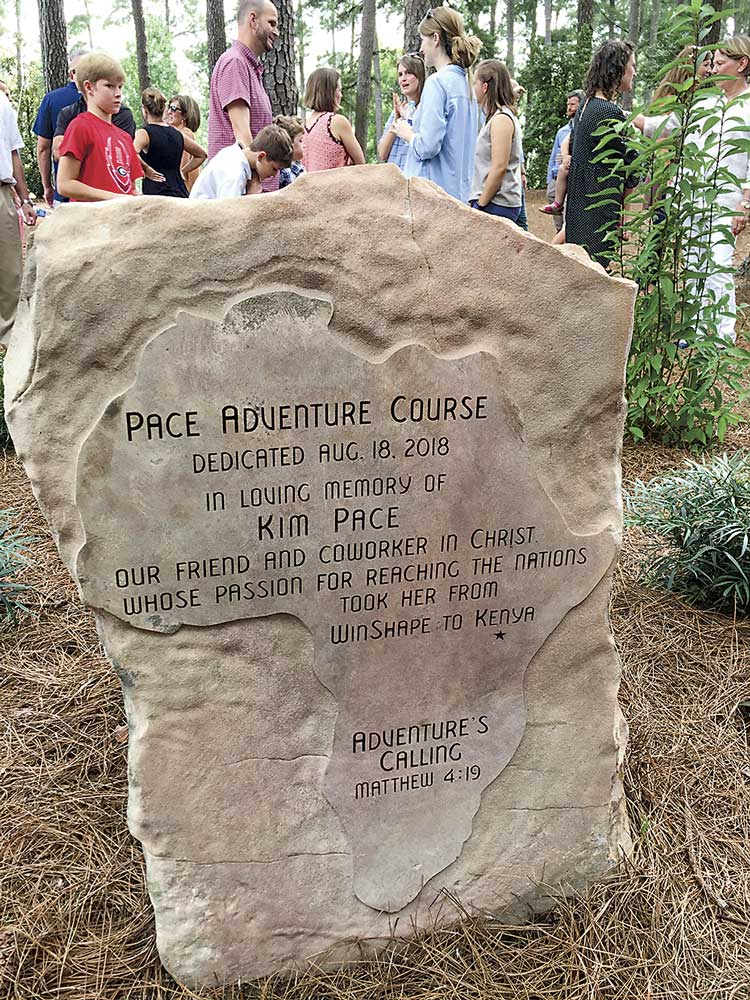 PACE ADVENTURE COURSE
DEDICATED AUG. 18, 2018
IN LOVING MEMORY OF
KIM PACE
OUR FRIEND AND COWORKER IN CHRIST.
WHOSE PASSION FOR REACHING THE NATIONS
TOOK HER FROM
WINSHAPE TO KENYA
ADVENTURE'S
CALLING
MATTHEW 4:19